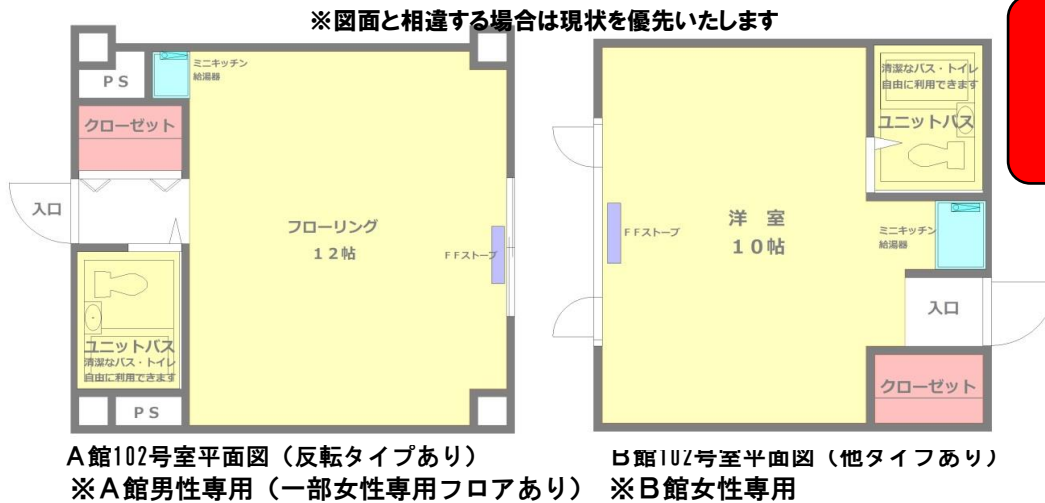 ※図面と相違する場合は現状を優先いたします
PS
ミニキッチン
給湯器
クローゼット
入口
フローリング
12帖
FFストーブ
ユニットバス
清潔なバス・トイレ
自由に利用できます
PS
清潔なバス・トイレ
自由に利用できます
ユニットバス
FFストーブ
洋 室
10帖
ミニキッチン
給湯器
入口
クローゼット
A館102号室平面図（反転タイプあり）
B館102号室平面図（他タイプあり）
※A館男性専用（一部女性専用フロアあり）
※B館女性専用